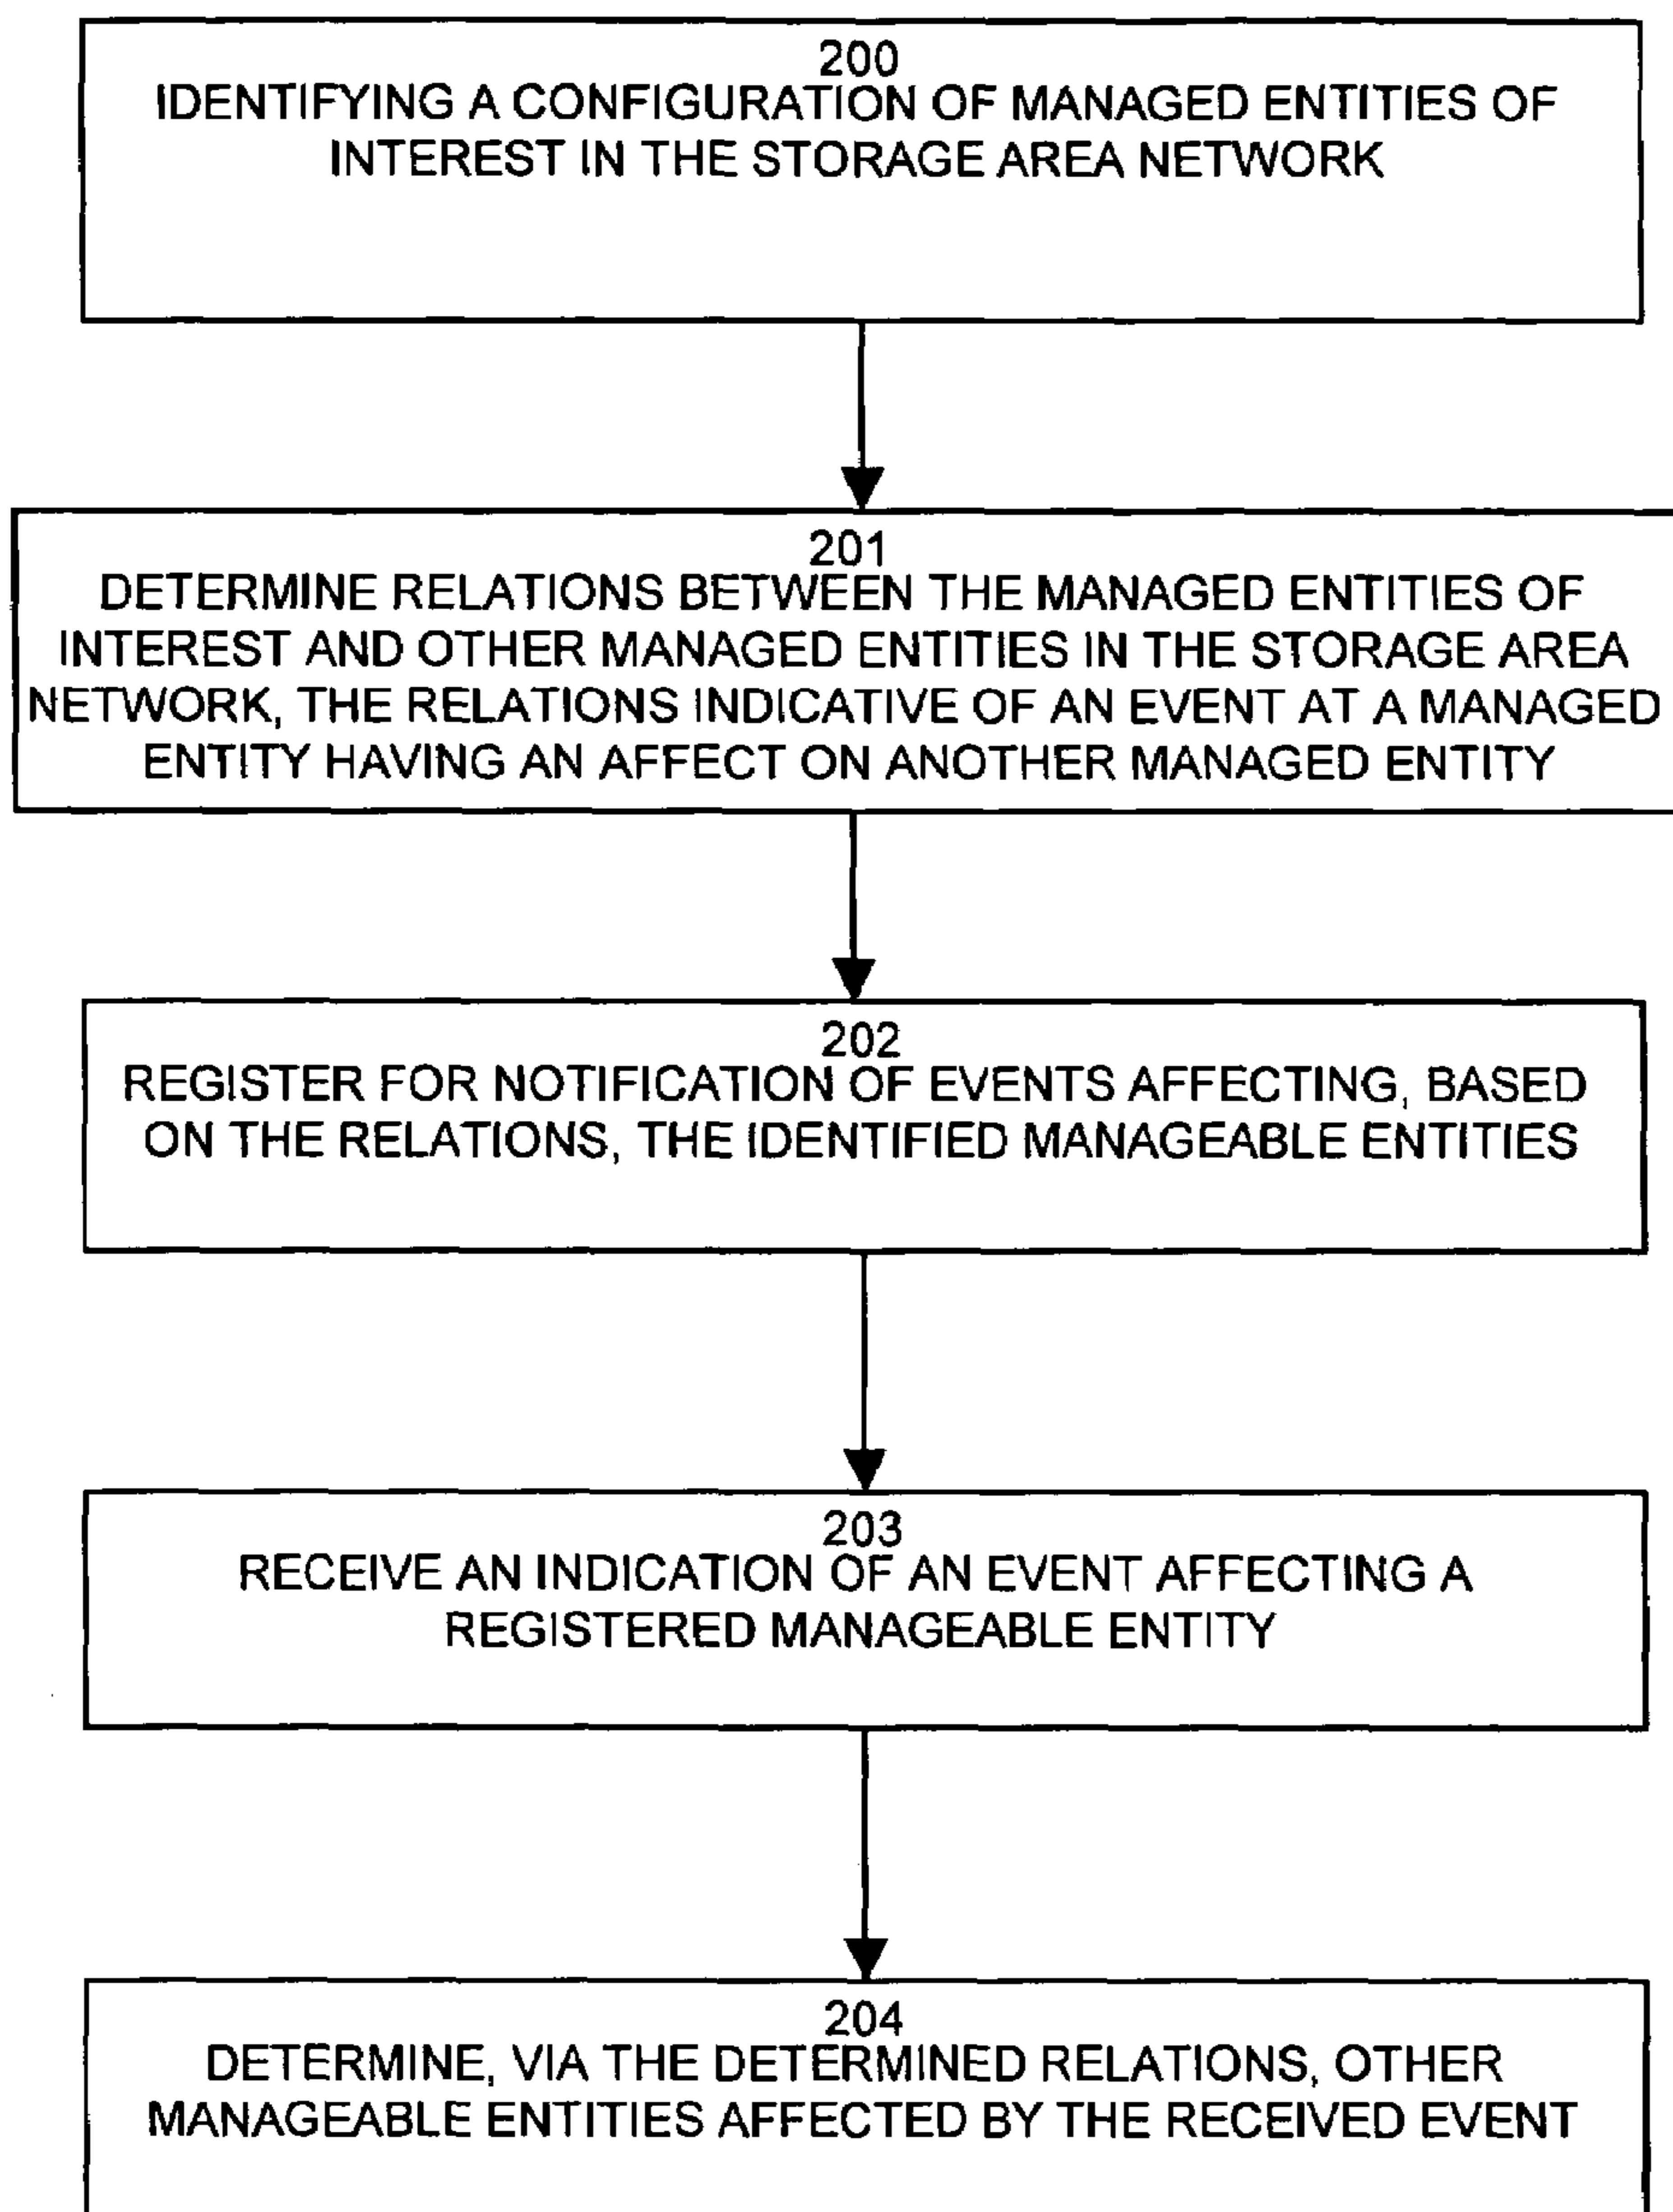 200
IDENTIFYING A CONFIGURATION OF MANAGED ENTITIES OF
INTEREST IN THE STORAGE AREA NETWORK
201
DETERMINE RELATIONS BETWEEN THE MANAGED ENTITIES OF
INTEREST AND OTHER MANAGED ENTITIES IN THE STORAGE AREA
NETWORK, THE RELATIONS INDICATIVE OF AN EVENT AT A MANAGED
ENTITY HAVING AN AFFECT ON ANOTHER MANAGED ENTITY
202
REGISTER FOR NOTIFICATION OF EVENTS AFFECTING, BASED
ON THE RELATIONS, THE IDENTIFIED MANAGEABLE ENTITIES
203
RECEIVE AN INDICATION OF AN EVENT AFFECTING A
REGISTERED MANAGEABLE ENTITY
204
DETERMINE, VIA THE DETERMINED RELATIONS, OTHER
MANAGEABLE ENTITIES AFFECTED BY THE RECEIVED EVENT